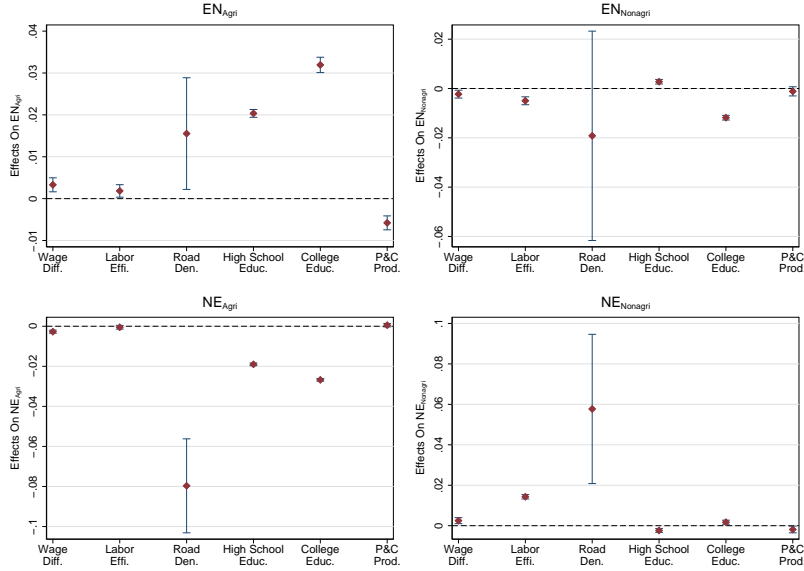 EN_Agri
Effects On EN_Agri
.04
.03
.02
.01
0
-.01
Wage Diff.
Labor Effi.
Road Den.
High School Educ.
College Educ.
P&C Prod.
EN_Nonagri
Effects On EN_Nonagri
.02
0
-.02
-.04
-.06
Wage Diff.
Labor Effi.
Road Den.
High School Educ.
College Educ.
P&C Prod.
NE_Agri
Effects On NE_Agri
0
-.02
-.04
-.06
-.08
-.1
Wage Diff.
Labor Effi.
Road Den.
High School Educ.
College Educ.
P&C Prod.
NE_Nonagri
Effects On NE_Nonagri
.1
.08
.06
.04
.02
0
Wage Diff.
Labor Effi.
Road Den.
High School Educ.
College Educ.
P&C Prod.